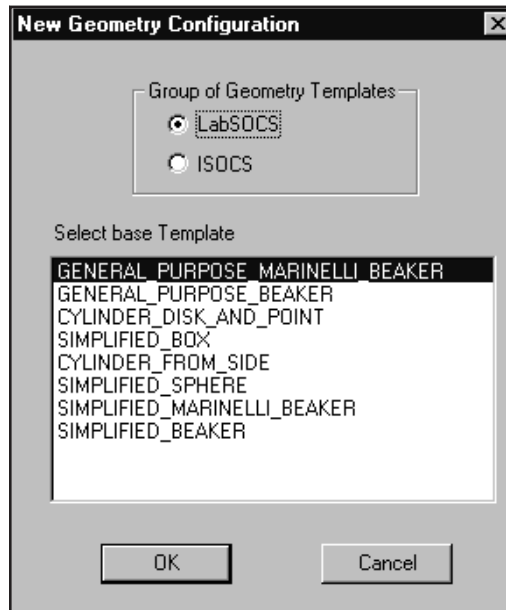 New Geometry Configuration
Group of Geometry Templates
LabSOCS
ISOCS
Select base Template
GENERAL_PURPOSE_MARINELLI_BEAKER
GENERAL_PURPOSE_BEAKER
CYLINDER_DISK_AND_POINT
SIMPLIFIED_BOX
CYLINDER_FROM_SIDE
SIMPLIFIED_SPHERE
SIMPLIFIED_MARINELLI_BEAKER
SIMPLIFIED_BEAKER
OK Cancel